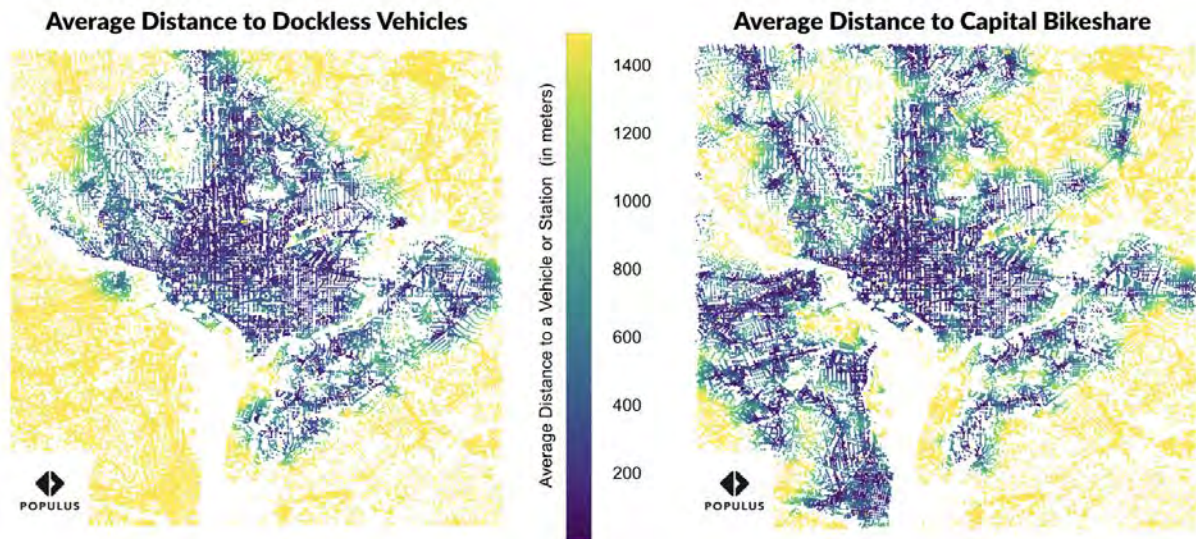 Average Distance to Dockless Vehicles
Average Distance to Capital Bikeshare
Average Distance to a Vehicle or Station (in meters)
1400
1200
1000
800
600
400
200
POPULUS
POPULUS